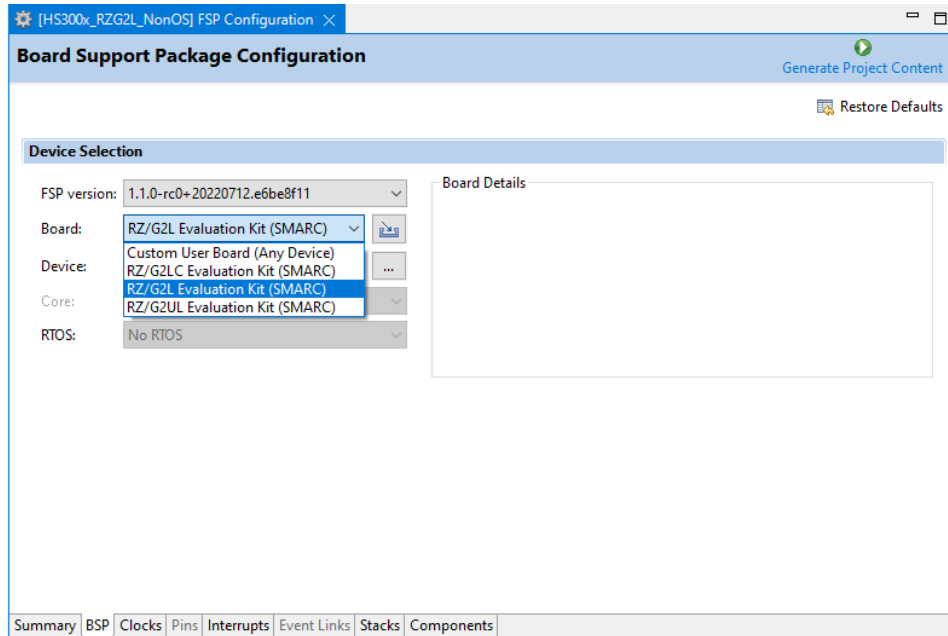 [HS300x_RZG2L_NonOS] FSP Configuration
Board Support Package Configuration
Generate Project Content
Restore Defaults
Device Selection
FSP version: 1.1.0-rc0+20220712.e6be8f11
Board Details
Board: RZ/G2L Evaluation Kit (SMARC)
Custom User Board (Any Device)
Device: ...
RZ/G2LC Evaluation Kit (SMARC)
RZ/G2L Evaluation Kit (SMARC)
Core:
RZ/G2UL Evaluation Kit (SMARC)
RTOS: No RTOS
Summary BSP Clocks Pins Interrupts Event Links Stacks Components